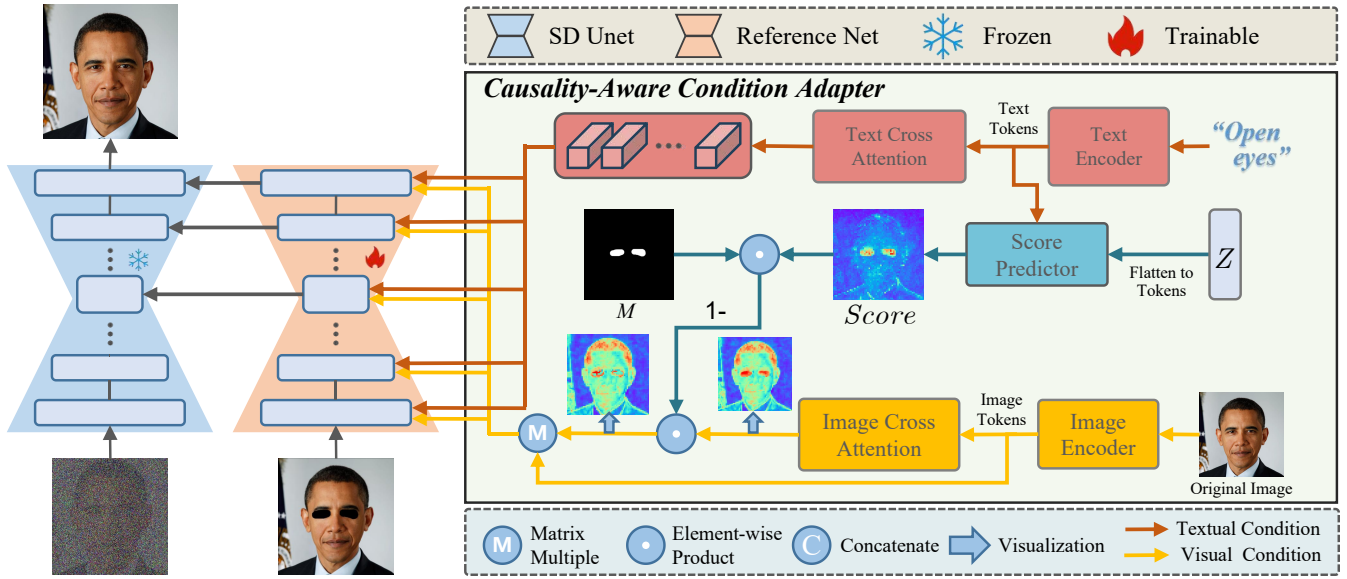 SD Unet
Reference Net
Frozen
Trainable
Causality-Aware Condition Adapter
Text Cross
Attention
Text
Tokens
Text
Encoder
“Open
eyes”
M
Score
Score
Predictor
Flatten to
Tokens
Z
1-
M
Image Cross
Attention
Image
Tokens
Image
Encoder
Original Image
M
Matrix
Multiple
Element-wise
Product
C
Concatenate
Visualization
Textual Condition
Visual Condition